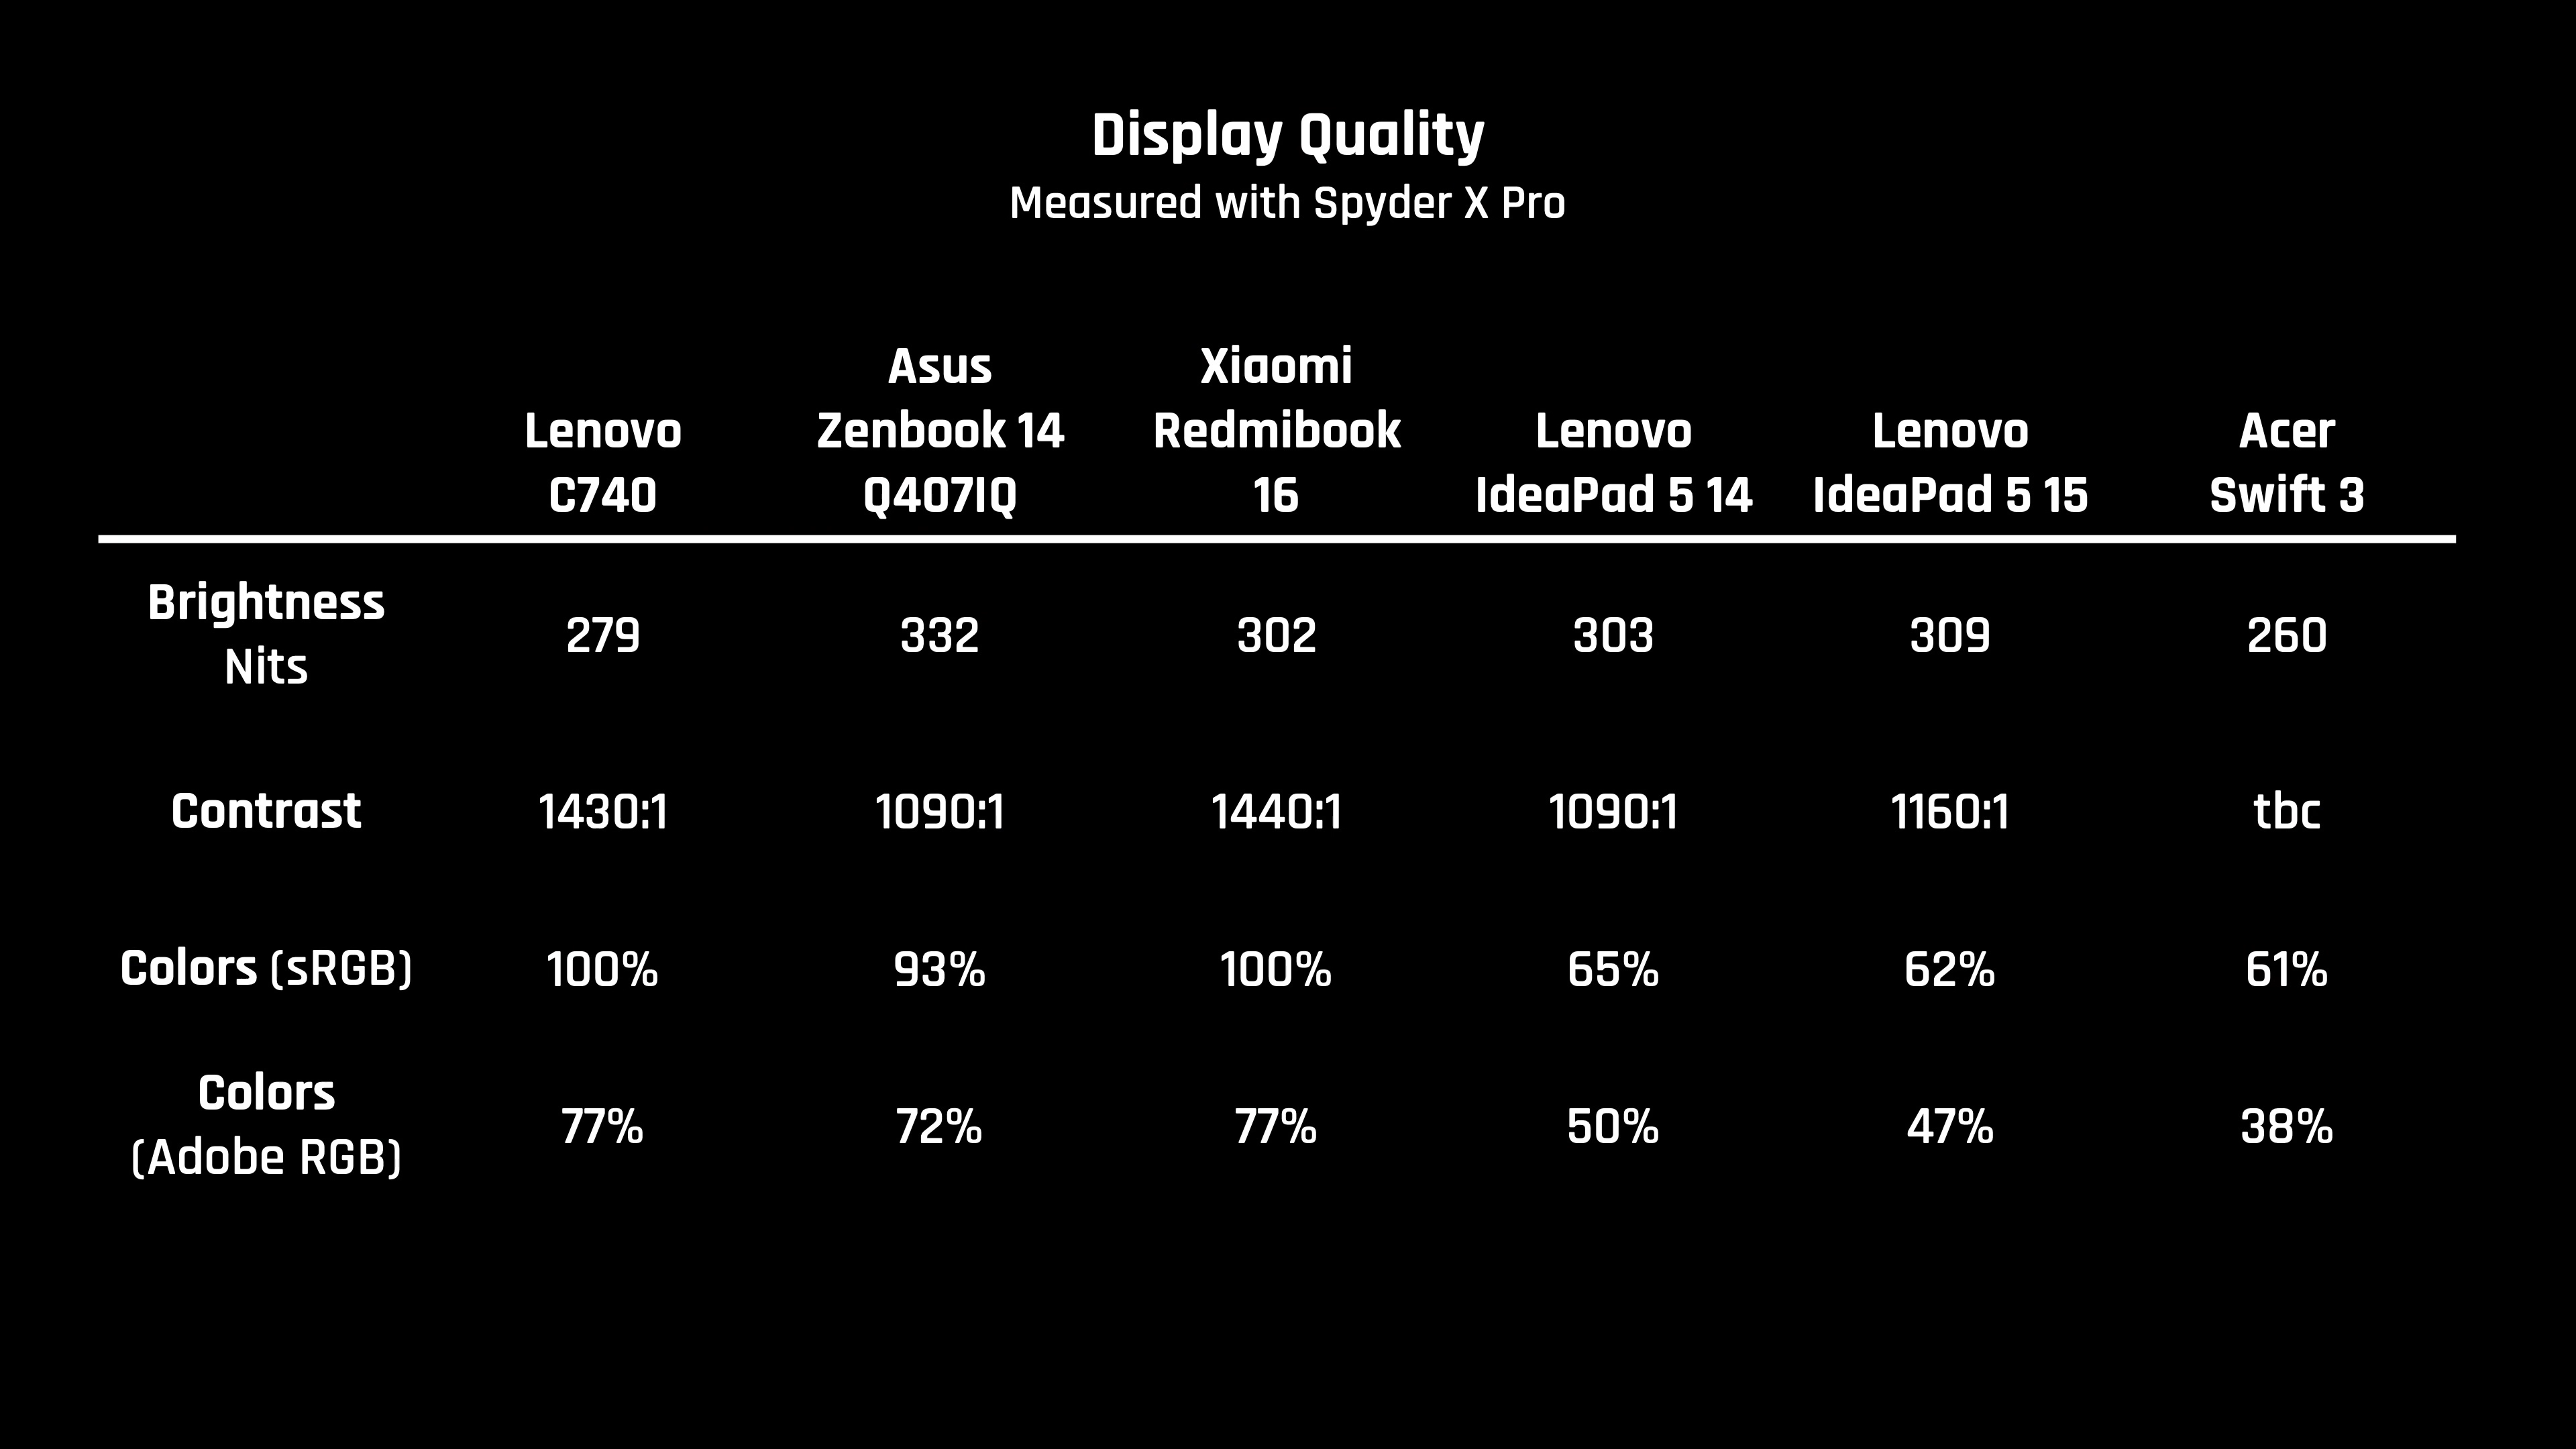 Display Quality
Measured with Spyder X Pro
Asus
Xiaomi
Lenovo
Zenbook 14
Redmibook
Lenovo
Lenovo
Acer
C740
Q407IQ
16
IdeaPad 5 14
IdeaPad 5 15
Swift 3
Brightness
Nits
279
332
302
303
309
260
Contrast
1430:1
1090:1
1440:1
1090:1
1160:1
tbc
Colors (sRGB)
100%
93%
100%
65%
62%
61%
Colors
(Adobe RGB)
77%
72%
77%
50%
47%
38%